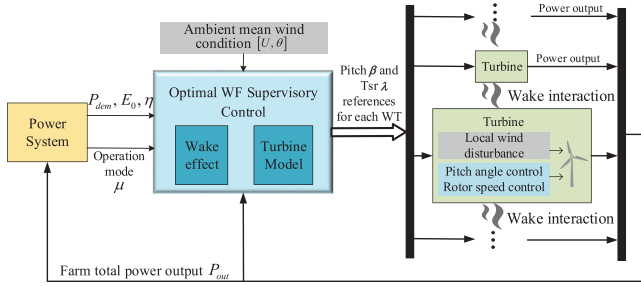 Ambient mean wind
condition [U, θ]
P_dem, E_0, η
Power
System
Operation
mode
μ
Optimal WF Supervisory
Control
Wake
effect
Turbine
Model
Pitch β and
Tsr λ
references
for each WT
Power output
Turbine
Power output
Wake interaction
Turbine
Local wind
disturbance
Pitch angle control
Rotor speed control
Wake interaction
Farm total power output P_out